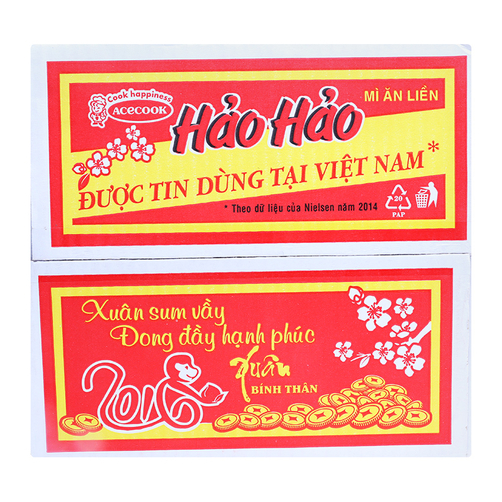 Cook happiness
ACECOOK
Hảo Hảo
MÌ ĂN LIỀN
ĐƯỢC TIN DÙNG TẠI VIỆT NAM*
* Theo dữ liệu của Nielsen năm 2014
20
PAP
Xuân sum vầy
Đong đầy hạnh phúc
2016
Xuân
BÍNH THÂN